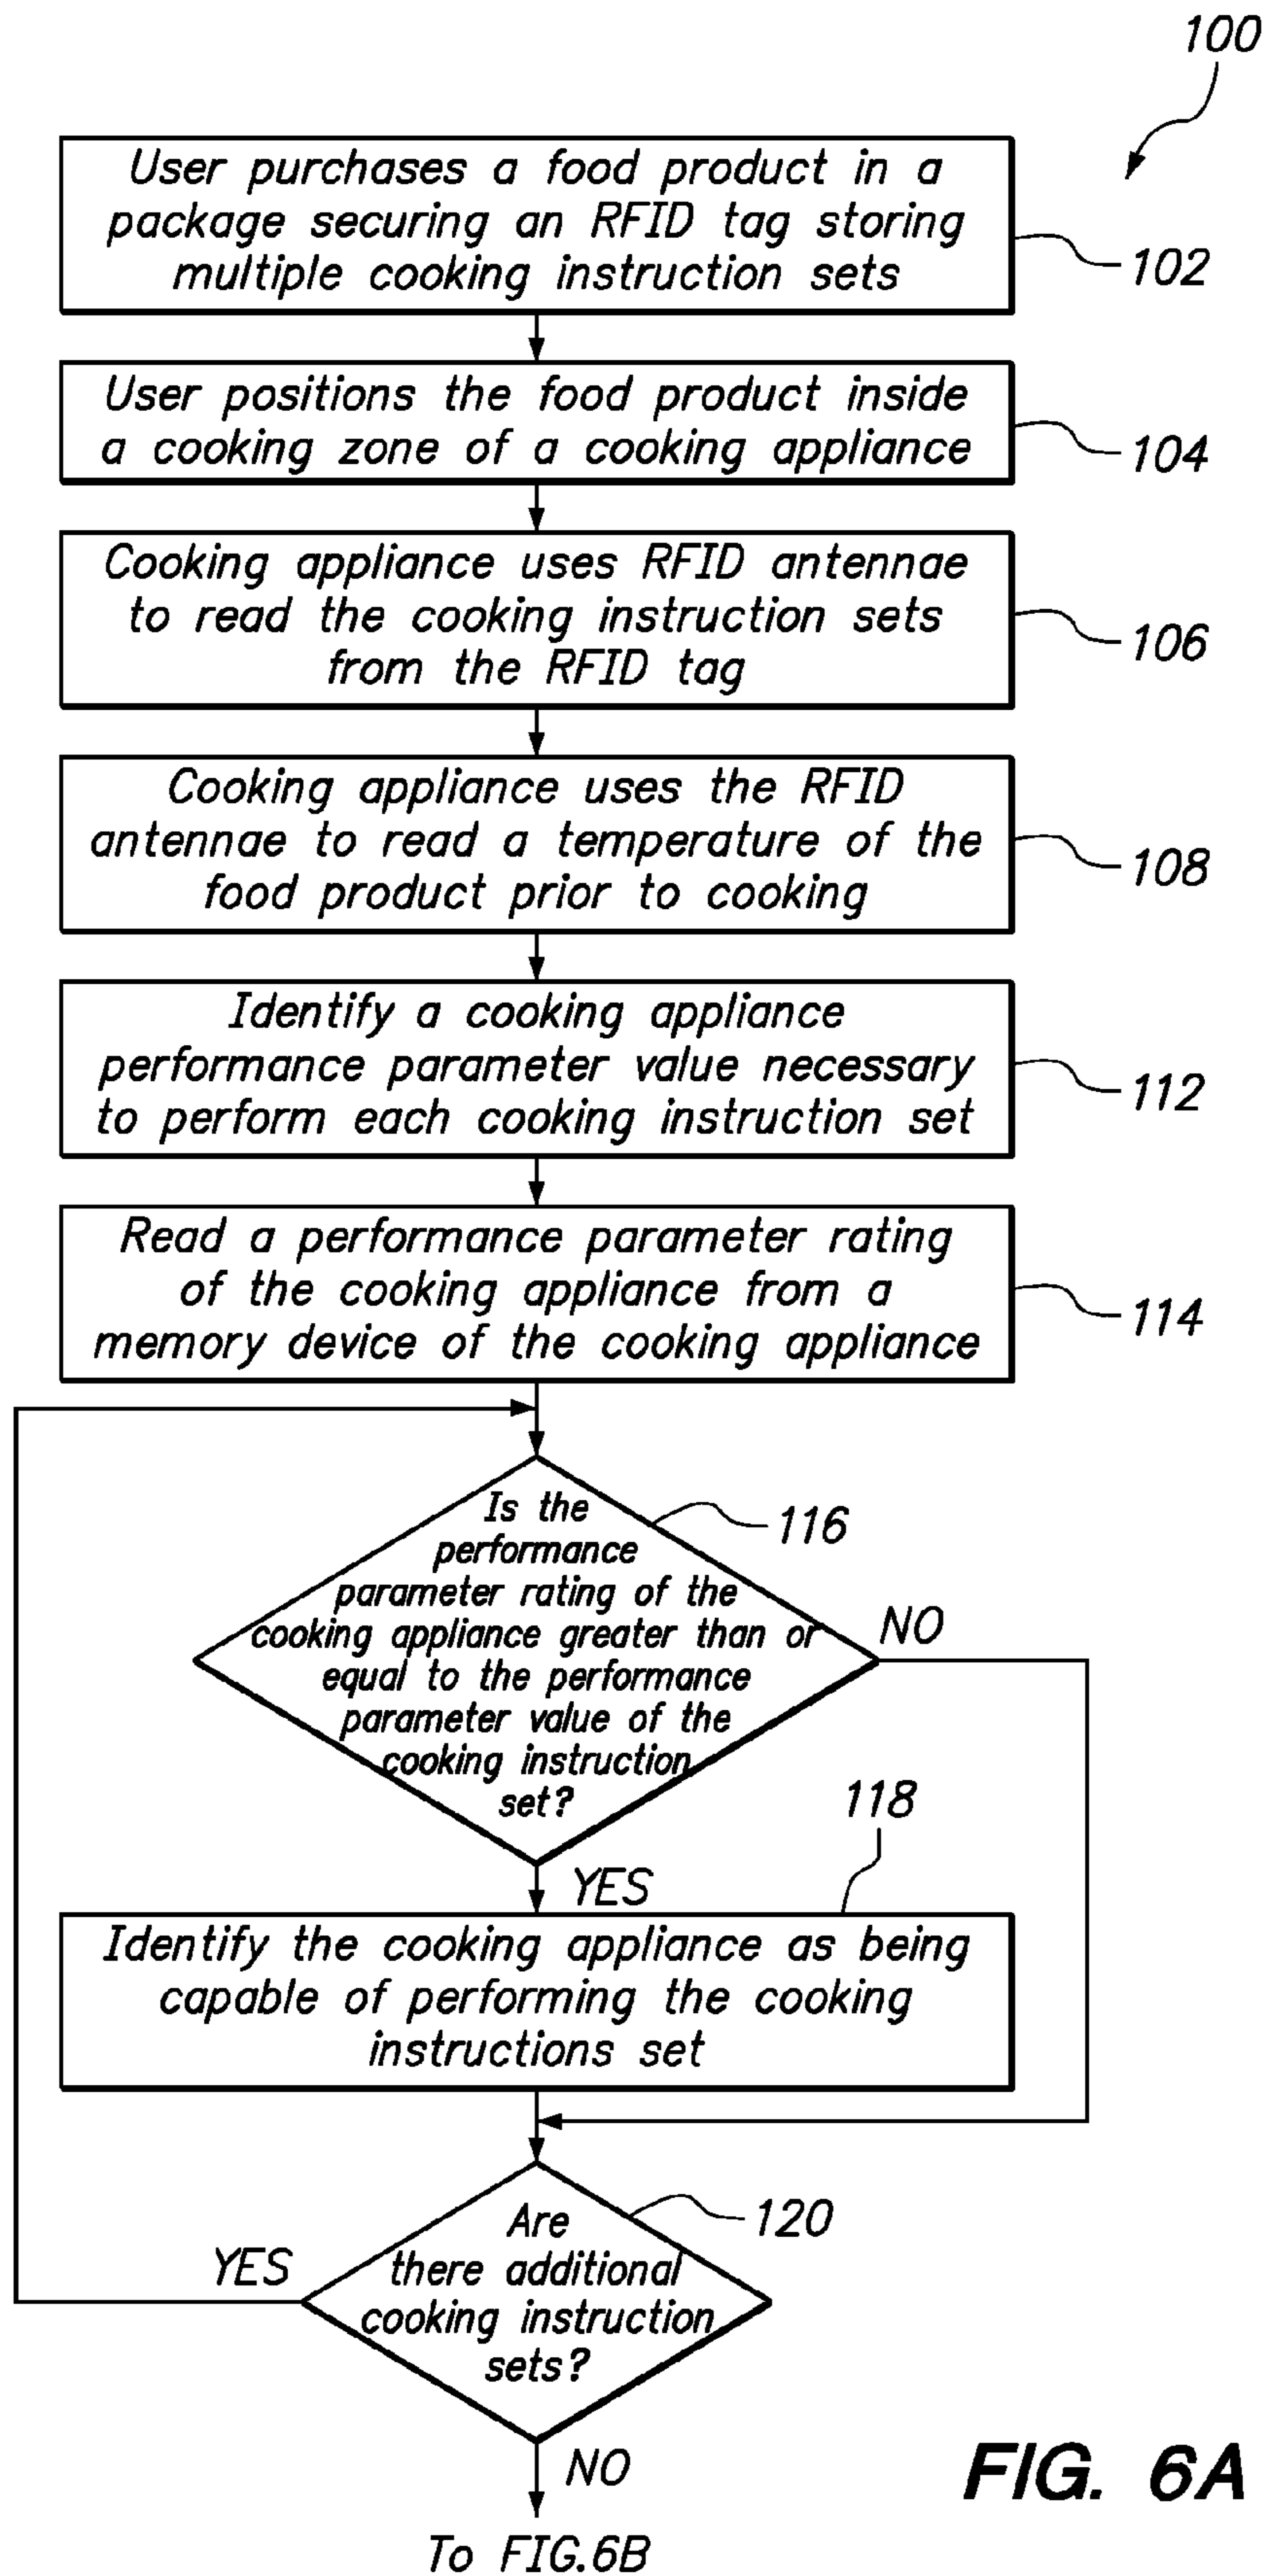 100
User purchases a food product in a
package securing an RFID tag storing
multiple cooking instruction sets
102
User positions the food product inside
a cooking zone of a cooking appliance
104
Cooking appliance uses RFID antennae
to read the cooking instruction sets
from the RFID tag
106
Cooking appliance uses the RFID
antennae to read a temperature of the
food product prior to cooking
108
Identify a cooking appliance
performance parameter value necessary
to perform each cooking instruction set
112
Read a performance parameter rating
of the cooking appliance from a
memory device of the cooking appliance
114
Is the
performance
parameter rating of the
cooking appliance greater than or
equal to the performance
parameter value of the
cooking instruction
set?
116
NO
YES
118
Identify the cooking appliance as being
capable of performing the cooking
instructions set
Are
there additional
cooking instruction
sets?
120
YES
NO
To FIG.6B
FIG. 6A